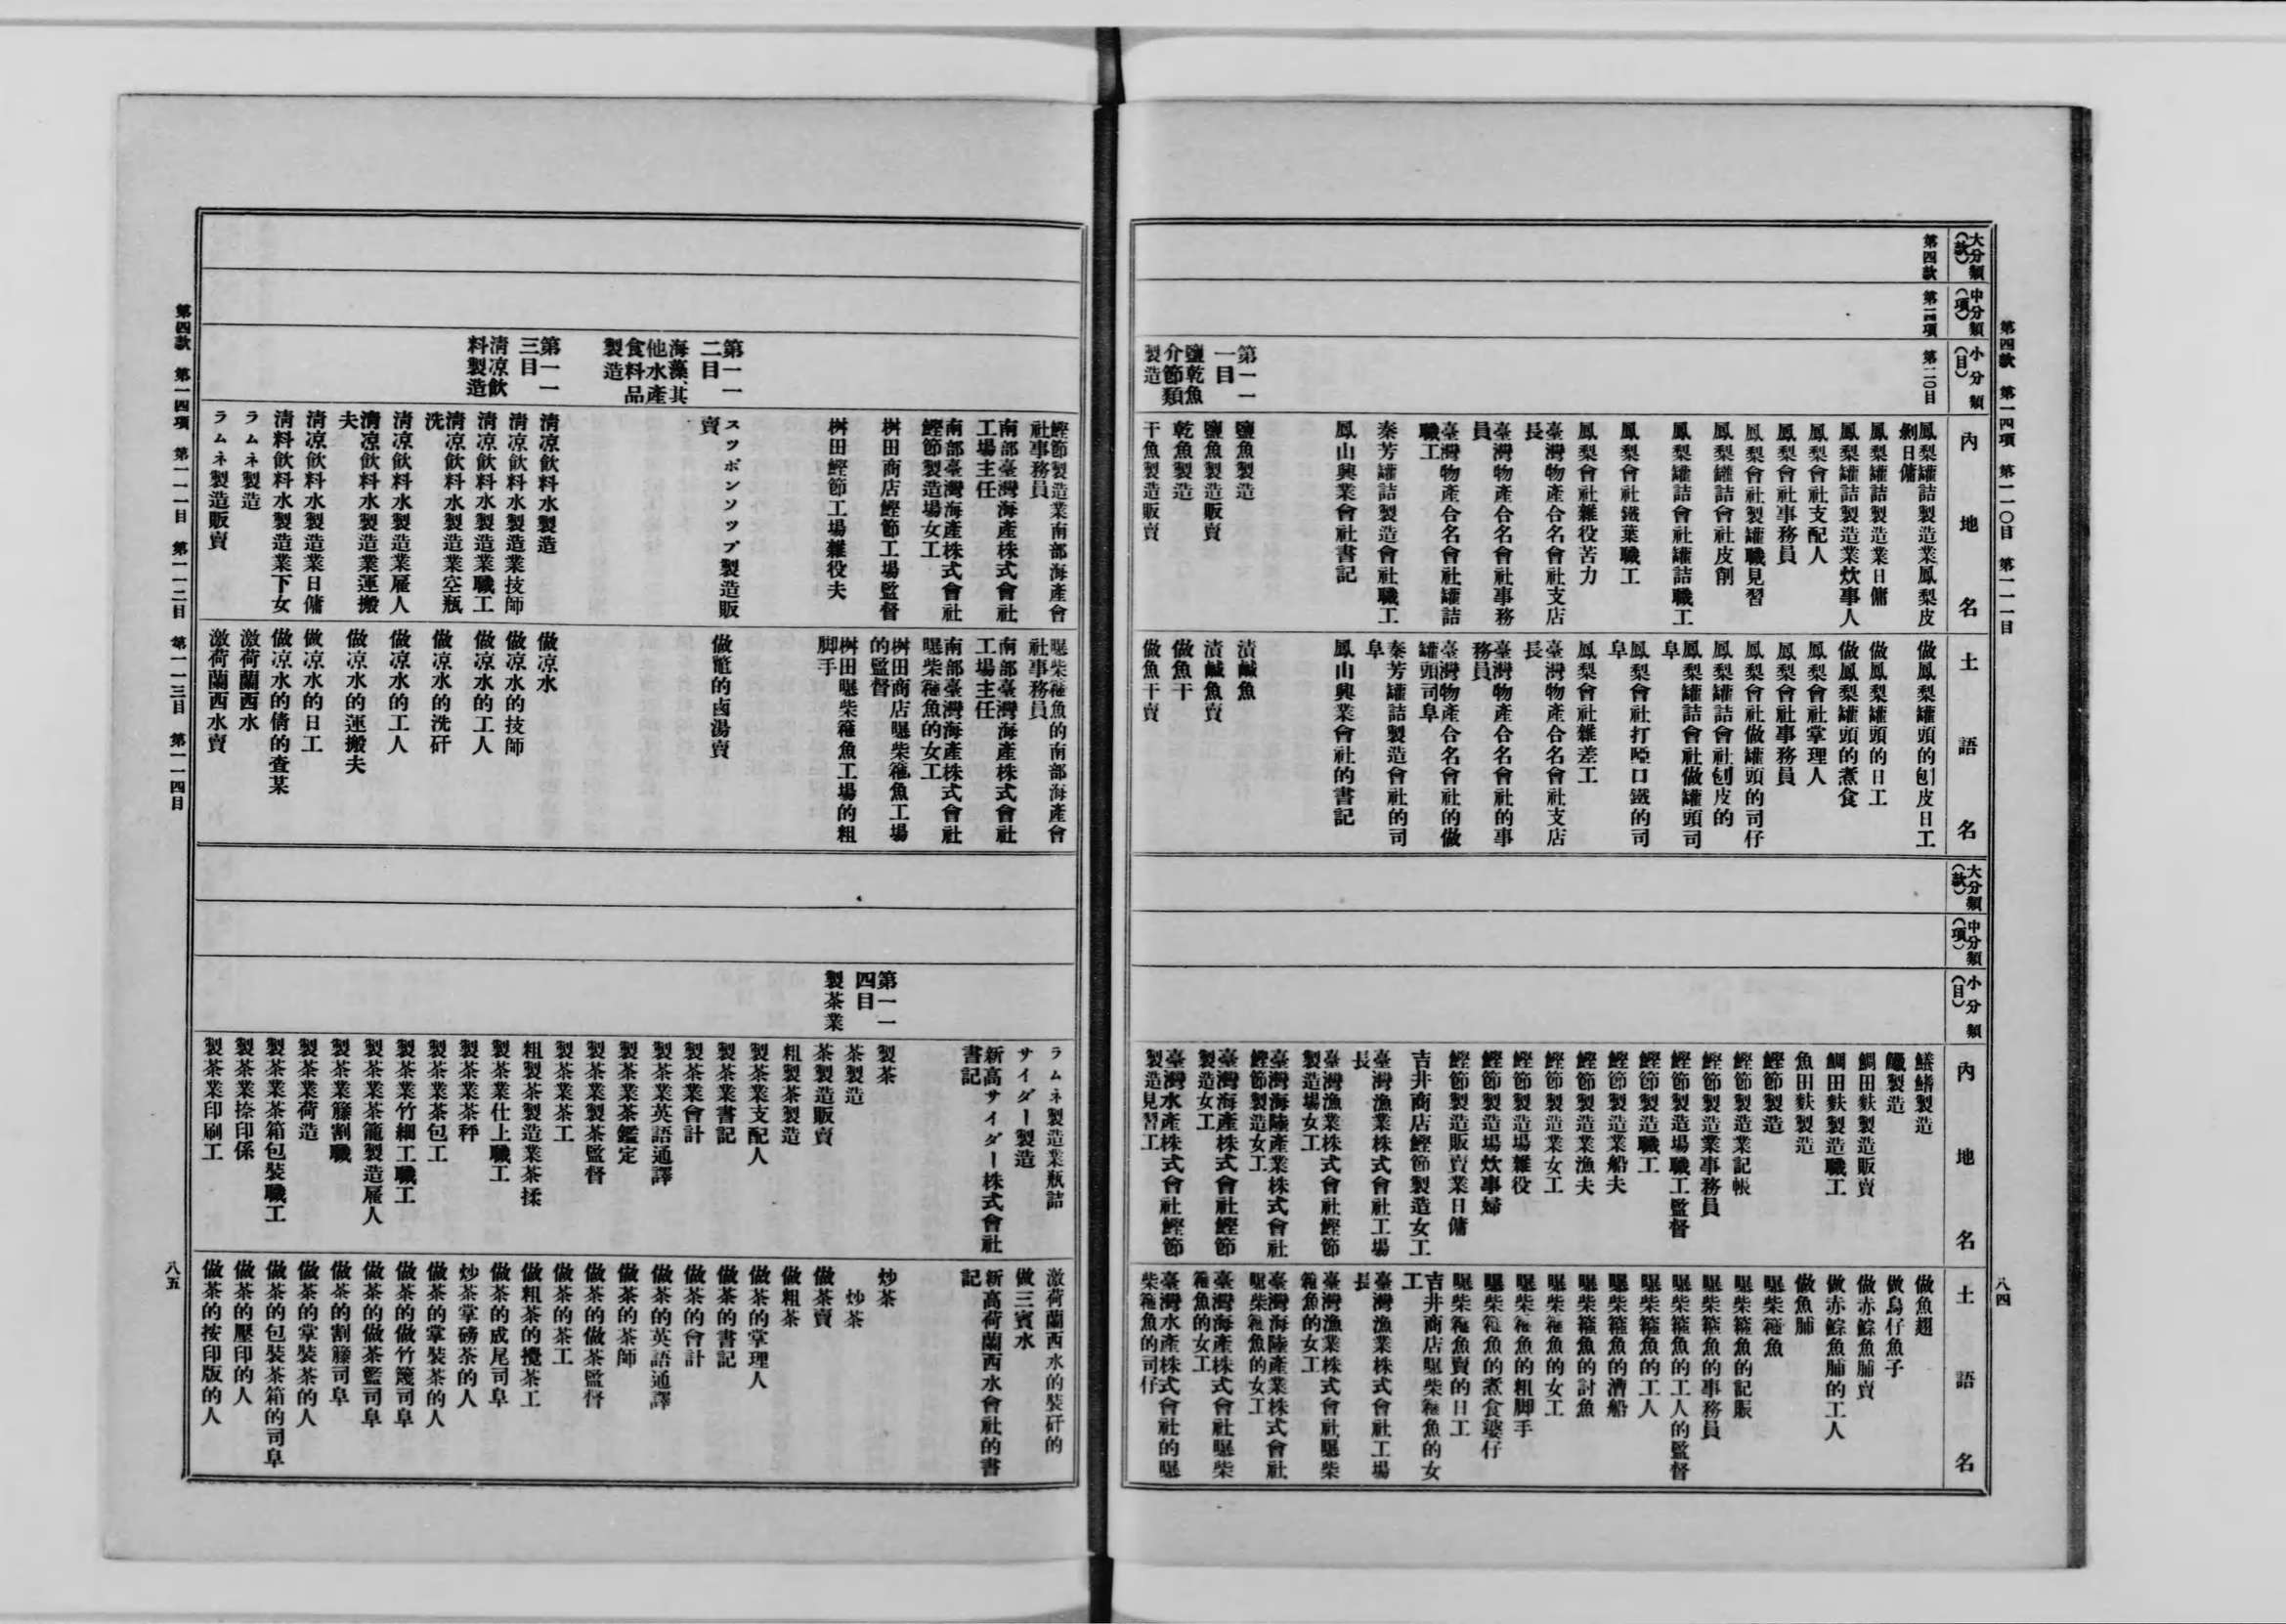 第四款 第一四項 第一一〇目 第一一一目
大分類（款）
中分類（項）
小分類（目）
內地名
土語名
第四款
第一四項
第一一〇目
鳳梨罐詰製造業鳳梨皮
剝日傭
做鳳梨罐頭的刨皮日工
鳳梨罐詰製造業日傭
做鳳梨罐頭的日工
鳳梨罐詰製造業炊事人
做鳳梨罐頭的煮食
鳳梨會社支配人
鳳梨會社掌理人
鳳梨會社事務員
鳳梨會社事務員
鳳梨會社製罐職見習
鳳梨會社做罐頭的司仔
鳳梨罐詰會社皮剝
鳳梨罐詰會社刨皮的
鳳梨罐詰會社罐詰職工
鳳梨罐詰會社做罐頭司
阜
鳳梨會社鐵葉職工
鳳梨會社打啞口鐵的司
阜
鳳梨會社雜役苦力
鳳梨會社雜差工
臺灣物產合名會社支店
長
臺灣物產合名會社支店
長
臺灣物產合名會社事務
員
臺灣物產合名會社的事
務員
臺灣物產合名會社罐詰
職工
臺灣物產合名會社的做
罐頭司阜
秦芳罐詰製造會社職工
秦芳罐詰製造會社的司
阜
鳳山興業會社書記
鳳山興業會社的書記
第一一
一目
鹽乾魚
介節類
製造
鹽魚製造
漬鹹魚
鹽魚製造販賣
漬鹹魚賣
乾魚製造
做魚干
干魚製造販賣
做魚干賣
大分類（款）
中分類（項）
小分類（目）
內地名
土語名
鱶鰭製造
做魚翅
鱲製造
做烏仔魚子
鯛田麩製造販賣
做赤鯮魚脯賣
鯛田麩製造職工
做赤鯮魚脯的工人
魚田麩製造
做魚脯
鰹節製造
曝柴箍魚
鰹節製造業記帳
曝柴箍魚的記賬
鰹節製造業事務員
曝柴箍魚的事務員
鰹節製造場職工監督
曝柴箍魚的工人的監督
鰹節製造職工
曝柴箍魚的工人
鰹節製造業船夫
曝柴箍魚的漕船
鰹節製造業漁夫
曝柴箍魚的討魚
鰹節製造業女工
曝柴箍魚的女工
鰹節製造場雜役
曝柴箍魚的粗脚手
鰹節製造場炊事婦
曝柴箍魚的煮食婆仔
鰹節製造販賣業日傭
曝柴箍魚賣的日工
吉井商店鰹節製造女工
吉井商店曝柴箍魚的女
工
臺灣漁業株式會社工場
長
臺灣漁業株式會社工場
長
臺灣漁業株式會社鰹節
製造場女工
臺灣漁業株式會社曝柴
箍魚的女工
臺灣海陸產業株式會社
鰹節製造女工
臺灣海陸產業株式會社
曝柴箍魚的女工
臺灣海產株式會社鰹節
製造女工
臺灣海產株式會社曝柴
箍魚的女工
臺灣水產株式會社鰹節
製造見習工
臺灣水產株式會社的曝
柴箍魚的司仔
八四
鰹節製造業南部海產會
社事務員
曝柴箍魚的南部海產會
社事務員
南部臺灣海產株式會社
工場主任
南部臺灣海產株式會社
工場主任
南部臺灣海產株式會社
鰹節製造場女工
南部臺灣海產株式會社
曝柴箍魚的女工
桝田商店鰹節工場監督
桝田商店曝柴箍魚工場
的監督
桝田鰹節工場雜役夫
桝田曝柴箍魚工場的粗
脚手
第一一
二目
海藻、其
他水產
食料品
製造
スツポンソツプ製造販
賣
做鼈的鹵湯賣
第一一
三目
淸凉飮
料製造
淸凉飮料水製造
做凉水
淸凉飮料水製造業技師
做凉水的技師
淸凉飮料水製造業職工
做凉水的工人
淸凉飮料水製造業空瓶
洗
做凉水的洗矸
淸凉飮料水製造業雇人
做凉水的工人
淸凉飮料水製造業運搬
夫
做凉水的運搬夫
淸凉飮料水製造業日傭
做凉水的日工
淸料飮料水製造業下女
做凉水的倩的查某
ラムネ製造
激荷蘭西水
ラムネ製造販賣
激荷蘭西水賣
ラムネ製造業瓶詰
激荷蘭西水的裝矸的
サイダー製造
做三賓水
新高サイダー株式會社
書記
新高荷蘭西水會社的書
記
第一一
四目
製茶業
製茶
炒茶
茶製造
炒茶
茶製造販賣
做茶賣
粗製茶製造
做粗茶
製茶業支配人
做茶的掌理人
製茶業書記
做茶的書記
製茶業會計
做茶的會計
製茶業英語通譯
做茶的英語通譯
製茶業茶鑑定
做茶的茶師
製茶業製茶監督
做茶的做茶監督
製茶業茶工
做茶的茶工
粗製茶製造業茶揉
做粗茶的攪茶工
製茶業仕上職工
做茶的成尾司阜
製茶業茶秤
炒茶掌磅茶的人
製茶業茶包工
做茶的掌裝茶的人
製茶業竹細工職工
做茶的做竹篾司阜
製茶業茶籠製造雇人
做茶的做茶籃司阜
製茶業籐割職
做茶的割籐司阜
製茶業荷造
做茶的掌裝茶的人
製茶業茶箱包裝職工
做茶的包裝茶箱的司阜
製茶業捺印係
做茶的壓印的人
製茶業印刷工
做茶的按印版的人
第四款 第一四項 第一一一目 第一一二目 第一一三目 第一一四目
八五